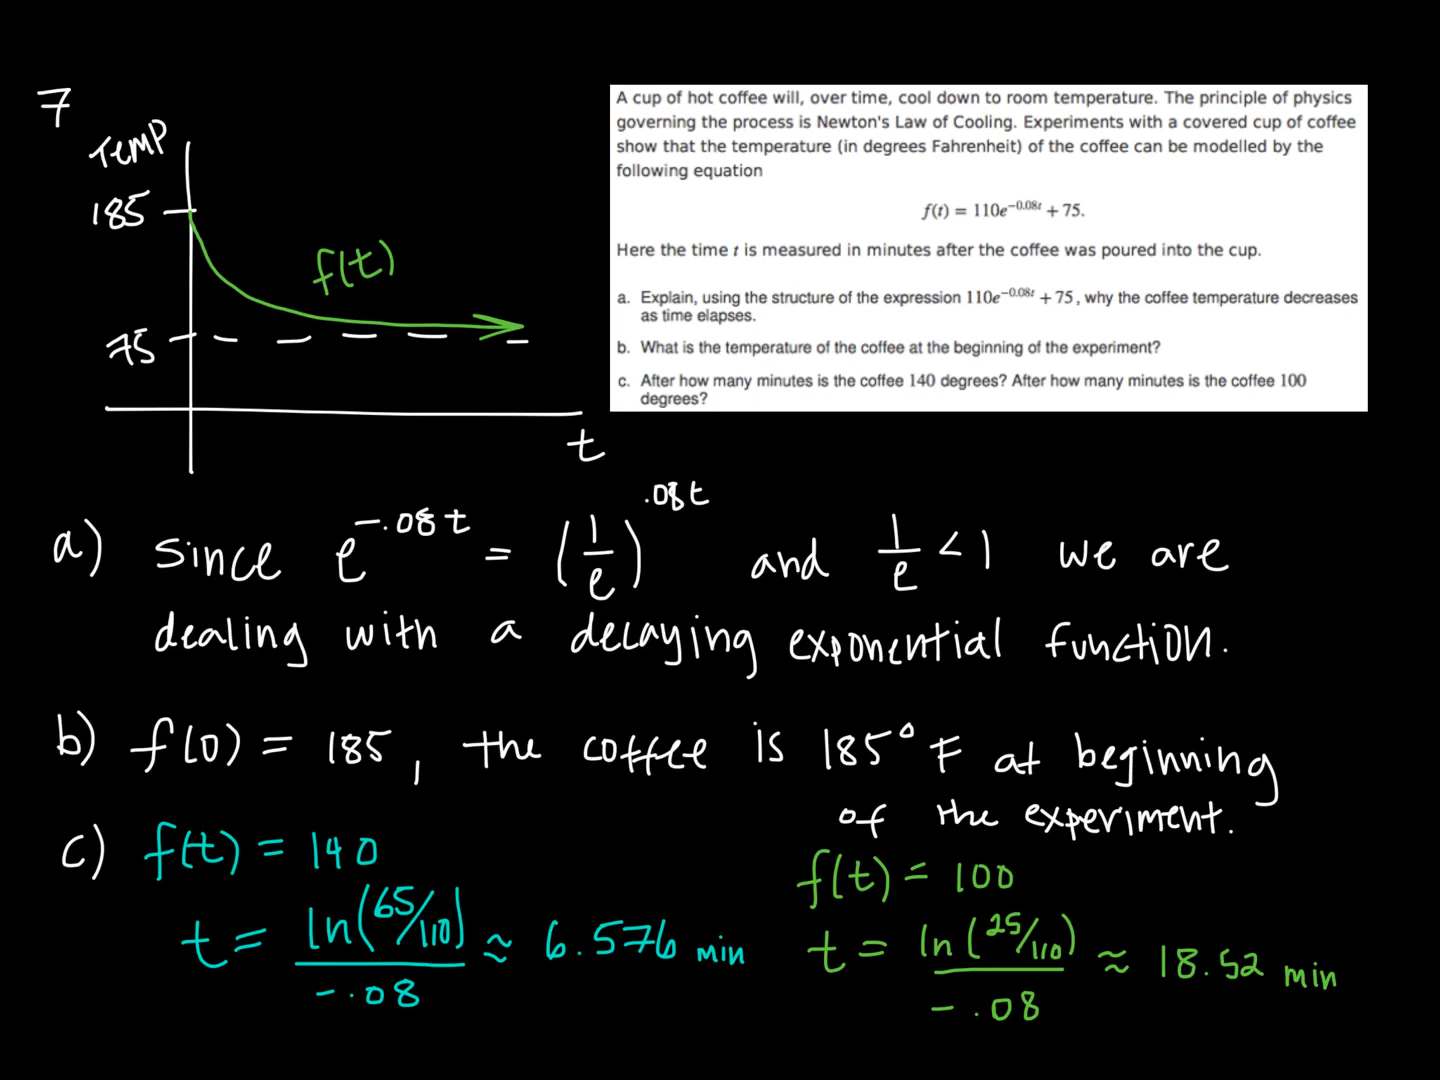 7
TEMP
185
75
f(t)
t
A cup of hot coffee will, over time, cool down to room temperature. The principle of physics
governing the process is Newton's Law of Cooling. Experiments with a covered cup of coffee
show that the temperature (in degrees Fahrenheit) of the coffee can be modelled by the
following equation
f(t) = 110e^{−0.08t} + 75.
Here the time t is measured in minutes after the coffee was poured into the cup.
a. Explain, using the structure of the expression 110e^{−0.08t} + 75, why the coffee temperature decreases
as time elapses.
b. What is the temperature of the coffee at the beginning of the experiment?
c. After how many minutes is the coffee 140 degrees? After how many minutes is the coffee 100
degrees?
a) since e^{-.08t} = (1/e)^{.08t} and 1/e < 1 we are
dealing with a decaying exponential function.
b) f(0) = 185, the coffee is 185° F at beginning
of the experiment.
c) f(t) = 140
t = ln(65/110) / -.08 ≈ 6.576 min
f(t) = 100
t = ln(25/110) / -.08 ≈ 18.52 min